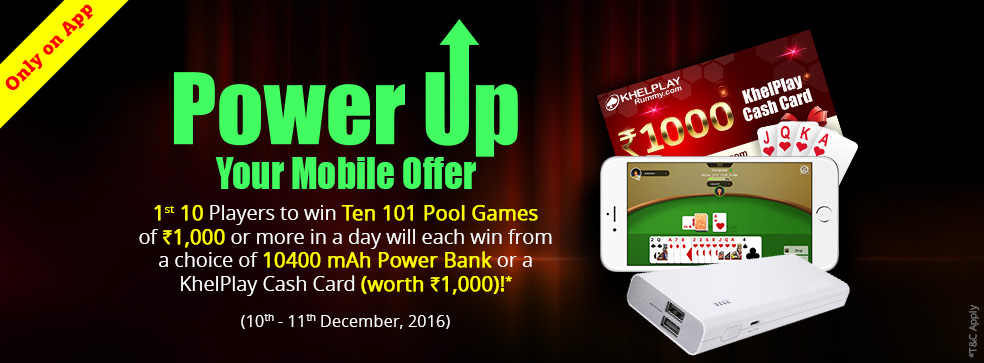 Only on App
Power Up
Your Mobile Offer
1st 10 Players to win Ten 101 Pool Games
of ₹1,000 or more in a day will each win from
a choice of 10400 mAh Power Bank or a
KhelPlay Cash Card (worth ₹1,000)!*
(10th - 11th December, 2016)
KHELPLAY
Rummy.com
₹1000
KhelPlay
Cash Card
J Q K A
*T&C Apply